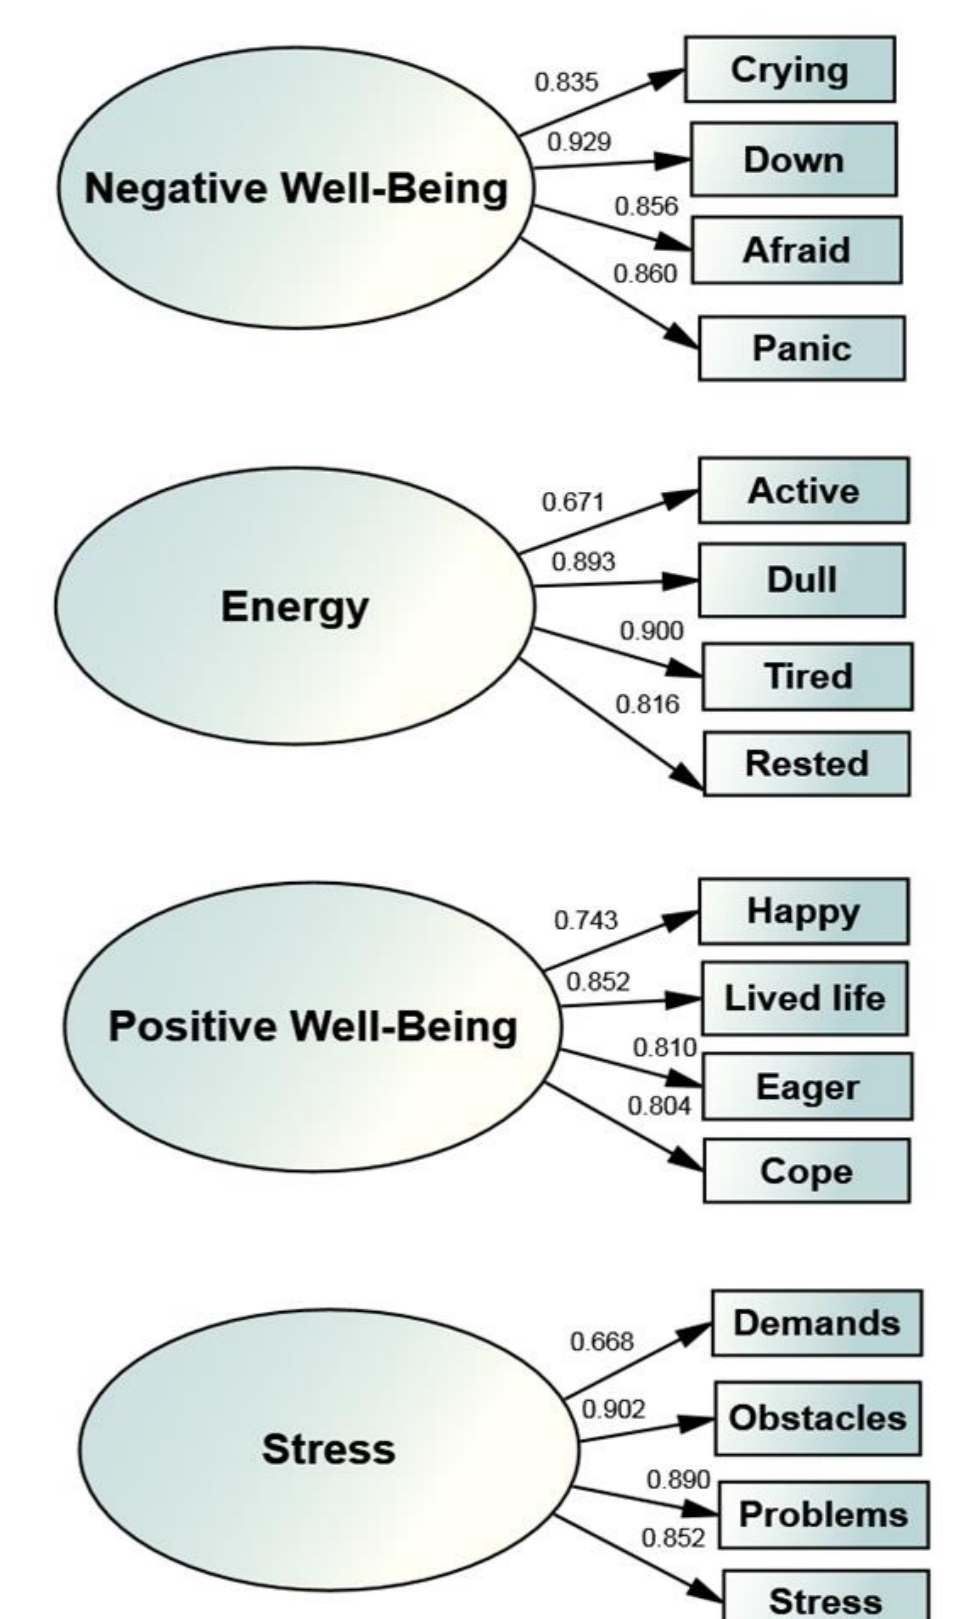 Crying
0.835
0.929
Down
Negative Well-Being
0.856
Afraid
0.860
Panic
Active
0.671
0.893
Dull
Energy
0.900
Tired
0.816
Rested
Happy
0.743
0.852
Lived life
Positive Well-Being
0.810
Eager
0.804
Cope
Demands
0.668
0.902
Obstacles
Stress
0.890
Problems
0.852
Stress